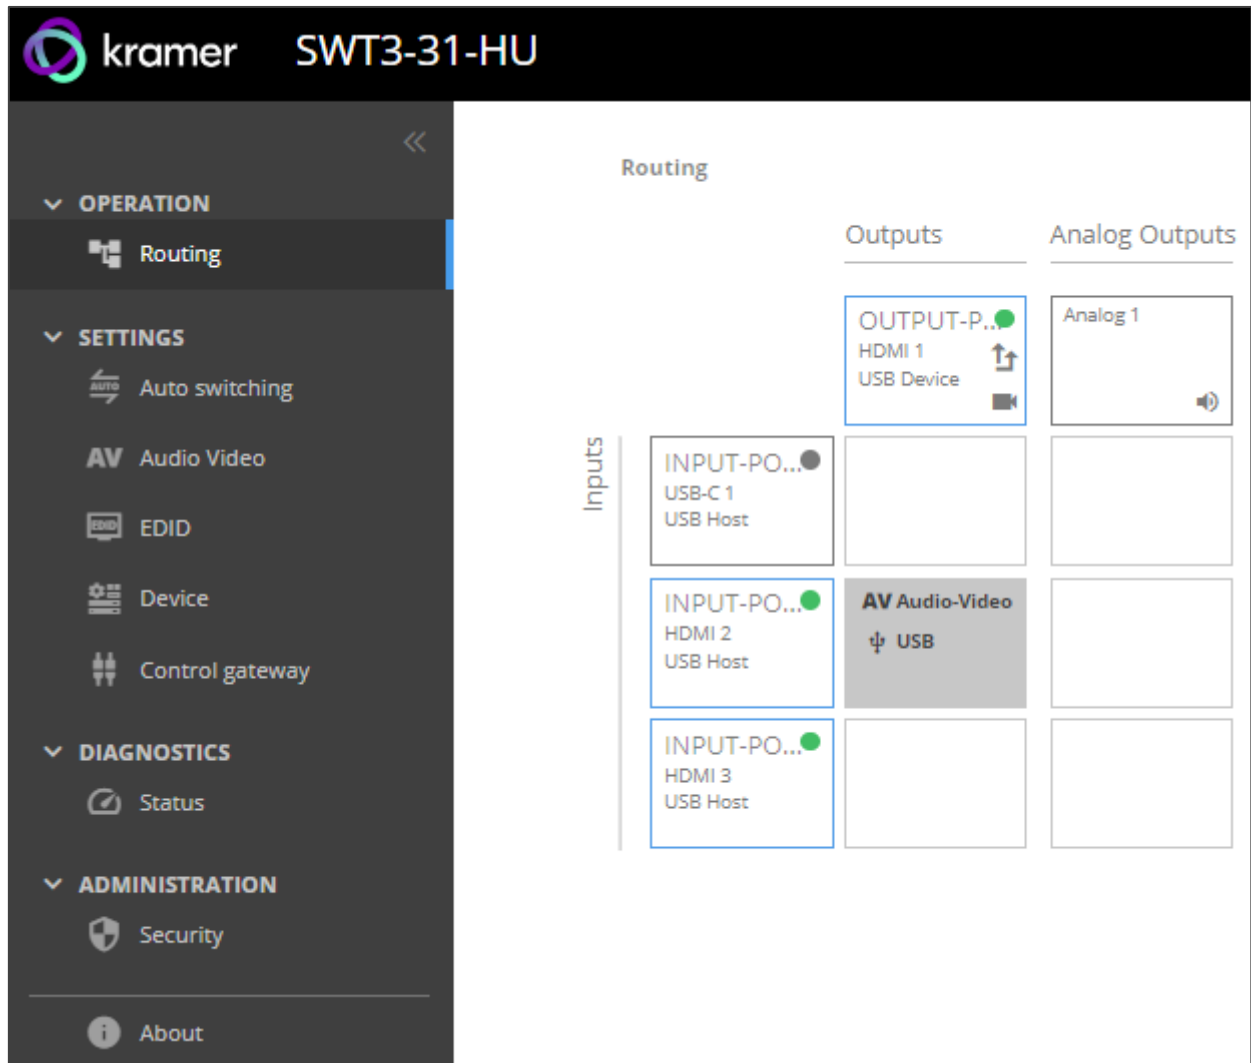 kramer SWT3-31-HU
OPERATION
Routing
SETTINGS
AUTO Auto switching
AV Audio Video
EDID EDID
Device
Control gateway
DIAGNOSTICS
Status
ADMINISTRATION
Security
About
Routing
Outputs
Analog Outputs
OUTPUT-P...
HDMI 1
USB Device
Analog 1
Inputs
INPUT-PO...
USB-C 1
USB Host
INPUT-PO...
HDMI 2
USB Host
AV Audio-Video
USB
INPUT-PO...
HDMI 3
USB Host